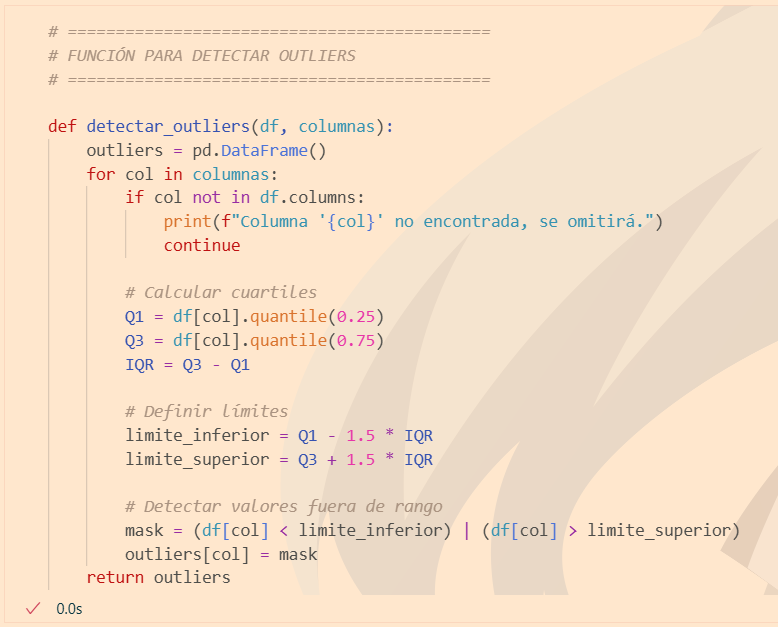 # ============================================
# FUNCIÓN PARA DETECTAR OUTLIERS
# ============================================
def detectar_outliers(df, columnas):
    outliers = pd.DataFrame()
    for col in columnas:
        if col not in df.columns:
            print(f"Columna '{col}' no encontrada, se omitirá.")
            continue
        # Calcular cuartiles
        Q1 = df[col].quantile(0.25)
        Q3 = df[col].quantile(0.75)
        IQR = Q3 - Q1
        # Definir límites
        limite_inferior = Q1 - 1.5 * IQR
        limite_superior = Q3 + 1.5 * IQR
        # Detectar valores fuera de rango
        mask = (df[col] < limite_inferior) | (df[col] > limite_superior)
        outliers[col] = mask
    return outliers
0.0s